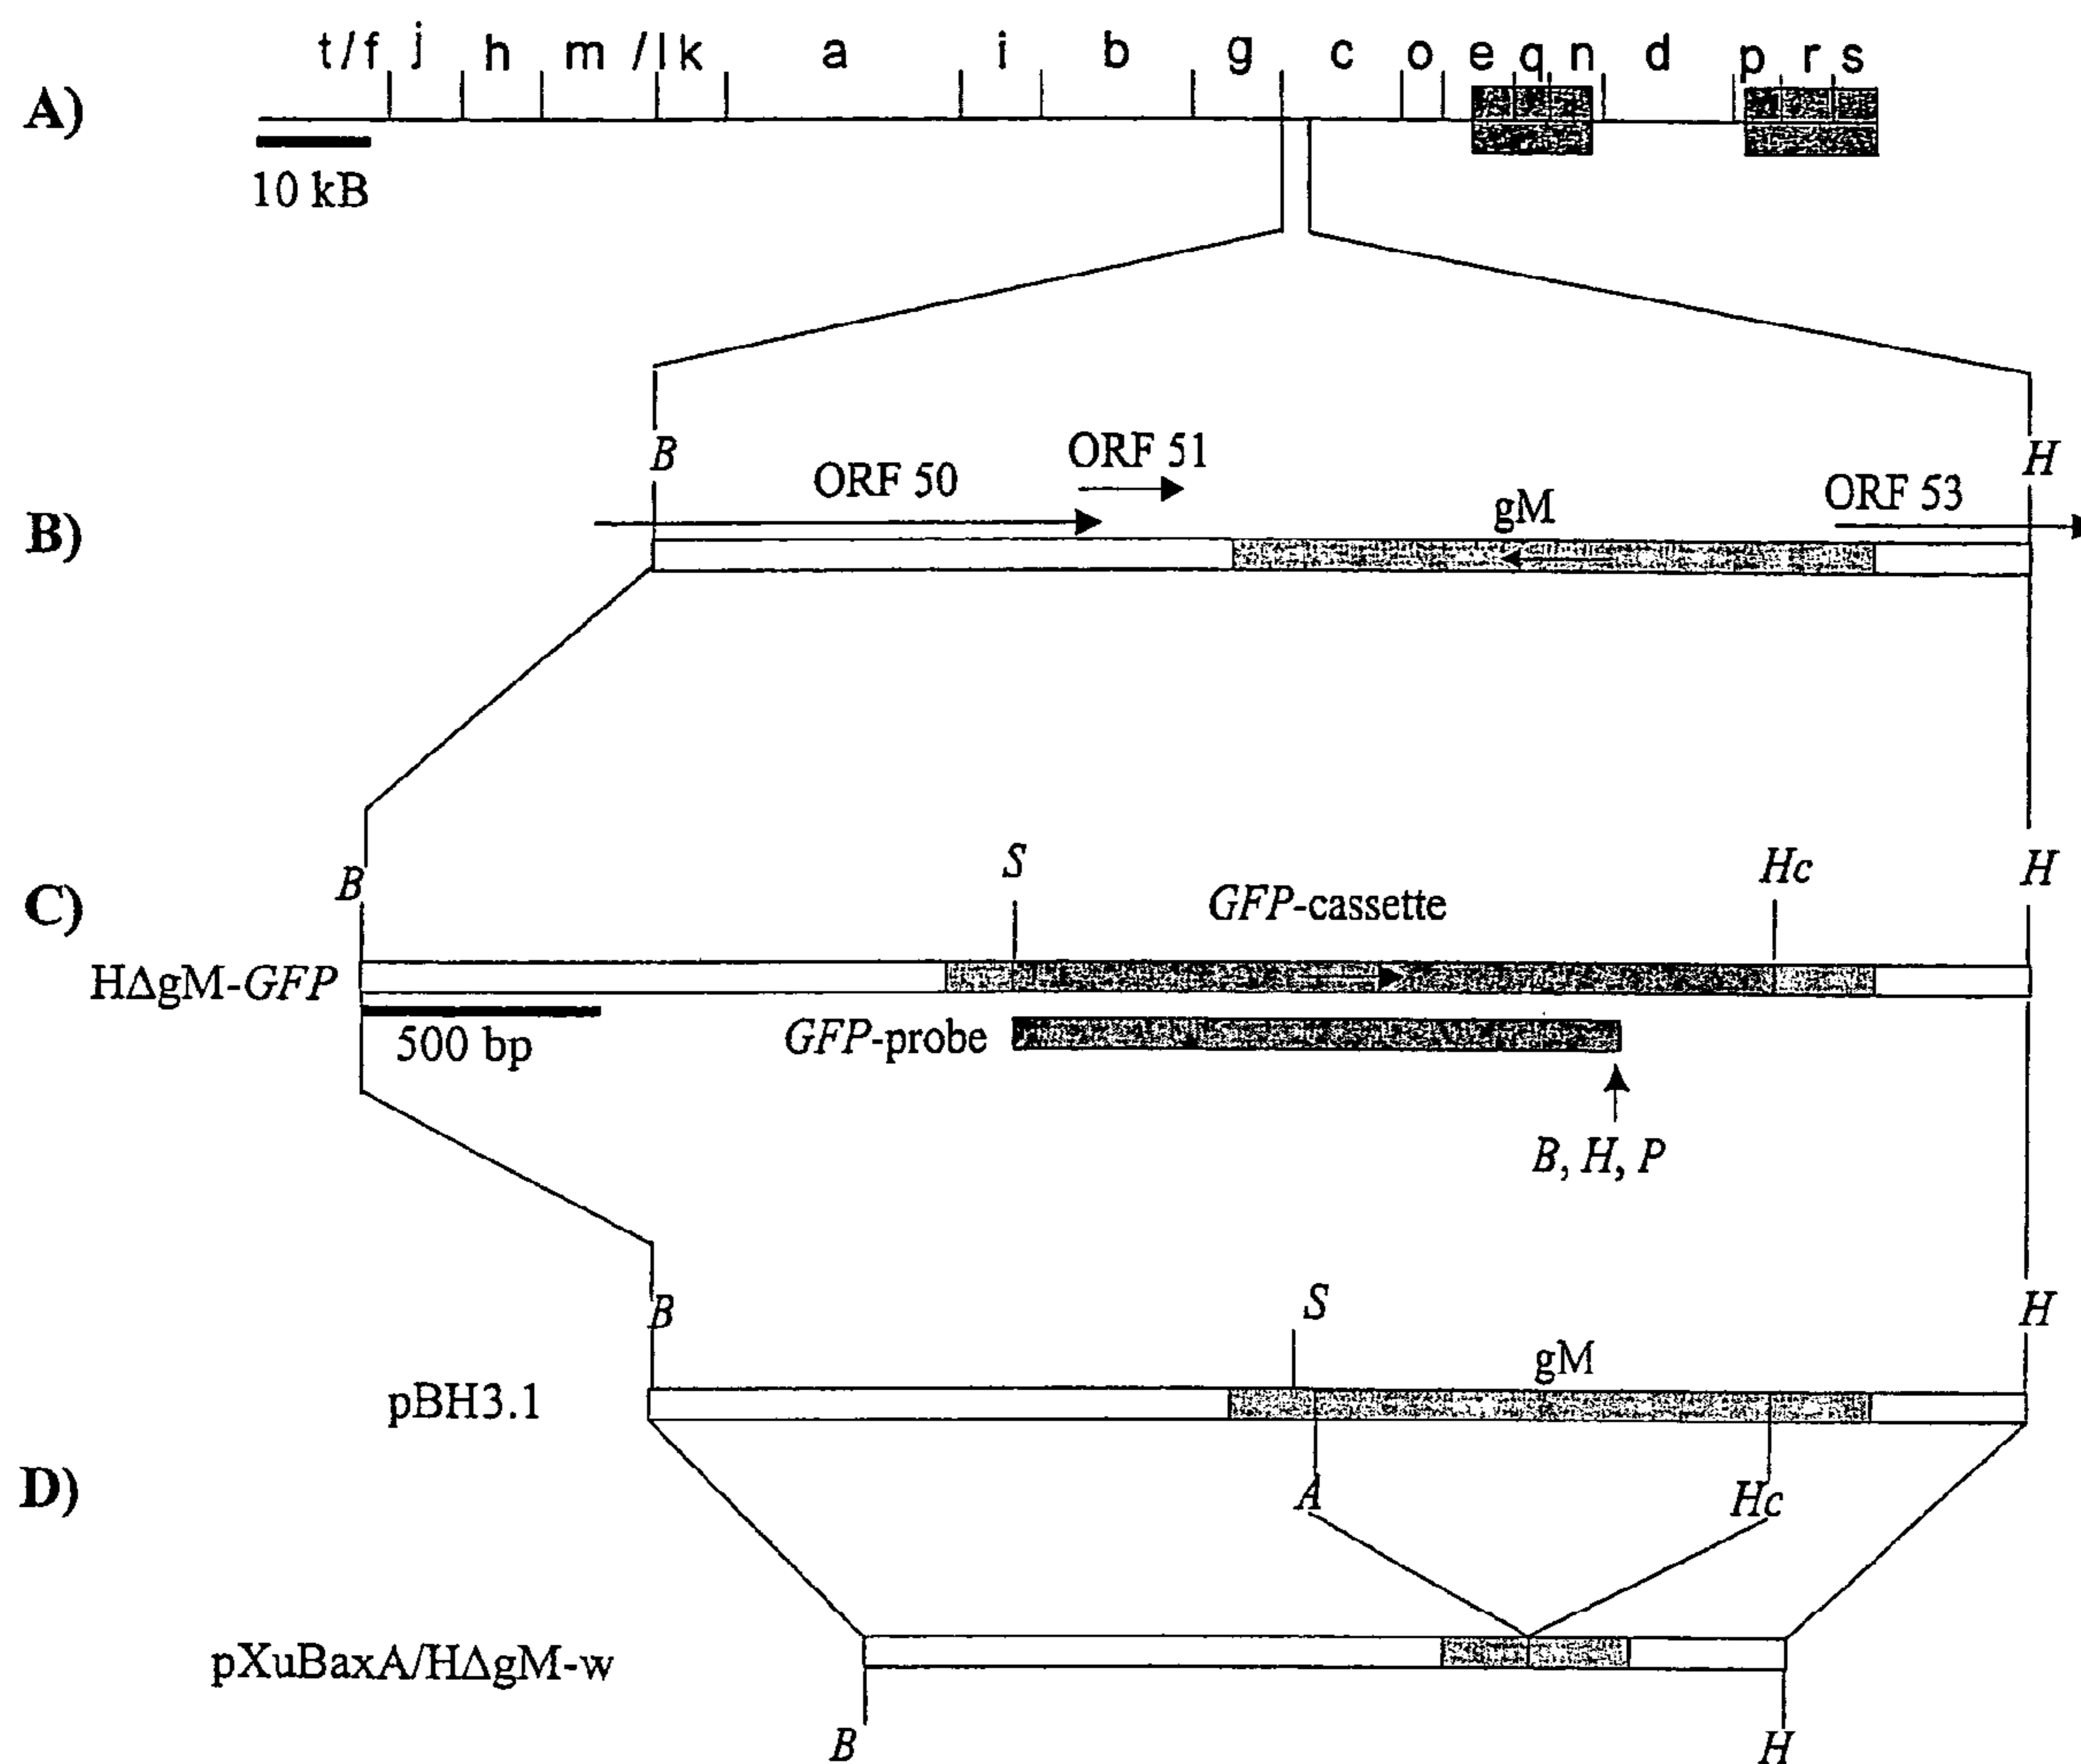 A)
t/f j h m /l k a i b g c o e q n d p r s
10 kB
B H
ORF 51
ORF 50
ORF 53
gM
B)
B S Hc H
C)
GFP-cassette
HΔgM-GFP
500 bp
GFP-probe
B, H, P
B S H
gM
pBH3.1
D)
A Hc
pXuBaxA/HΔgM-w
B H